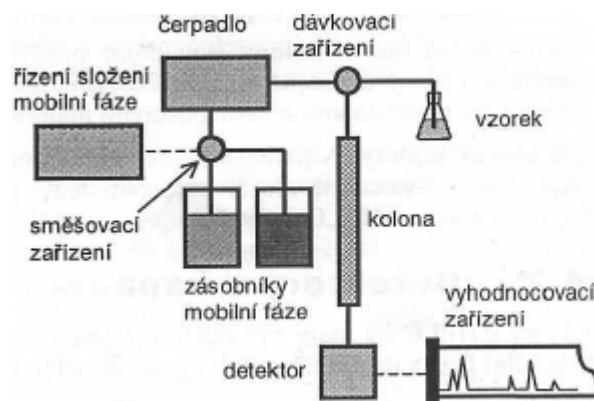 čerpadlo
dávkovací
zařízení
řízení složení
mobilní fáze
vzorek
směšovací
zařízení
kolona
zásobníky
mobilní fáze
vyhodnocovací
zařízení
detektor